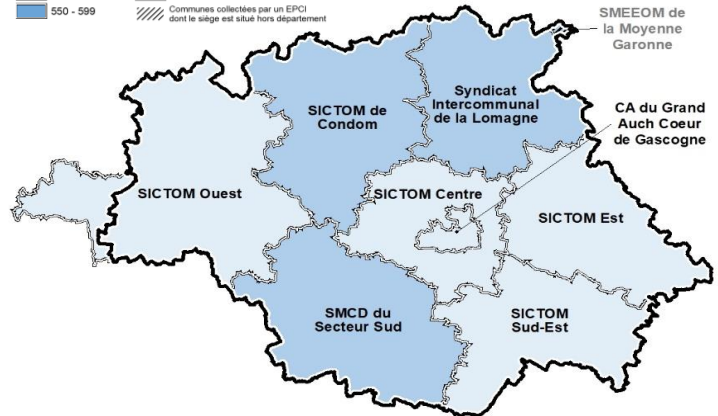 550 - 599
Communes collectées par un EPCI
dont le siège est situé hors département
SMEEOM de
la Moyenne
Garonne
SICTOM de
Condom
Syndicat
Intercommunal
de la Lomagne
CA du Grand
Auch Coeur
de Gascogne
SICTOM Ouest
SICTOM Centre
SICTOM Est
SMCD du
Secteur Sud
SICTOM
Sud-Est